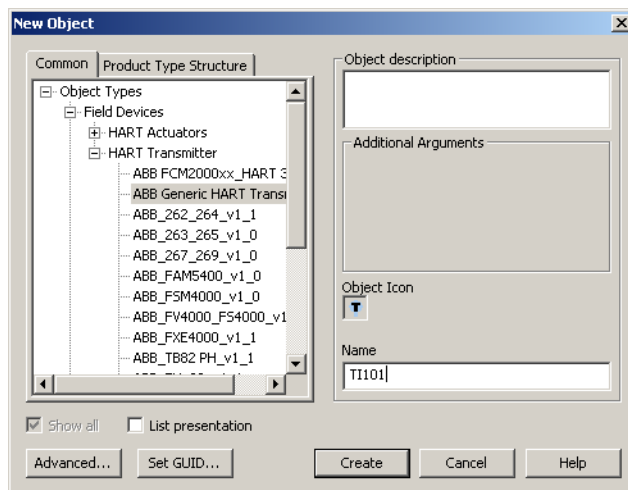 New Object
Common
Product Type Structure
Object Types
Field Devices
HART Actuators
HART Transmitter
ABB FCM2000xx_HART
ABB Generic HART
ABB_262_264_v1_1
ABB_263_265_v1_0
ABB_267_269_v1_0
ABB_FAM5400_v1_0
ABB_FSM4000_v1_0
ABB_FV4000_FS4000_v1
ABB_FXE4000_v1_1
ABB_TB82 PH_v1_1
Show all
List presentation
Object description
Additional Arguments
Object Icon
T
Name
TI101
Advanced...
Set GUID...
Create
Cancel
Help